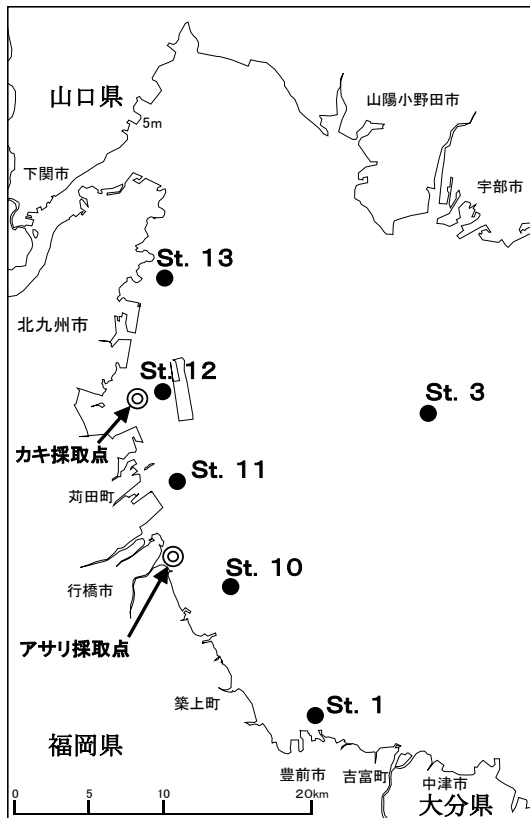 山口県
山陽小野田市
5m
下関市
宇部市
St. 13
北九州市
St. 12
St. 3
カキ採取点
St. 11
苅田町
St. 10
行橋市
アサリ採取点
築上町
St. 1
福岡県
豊前市
吉富町
中津市
大分県
0 5 10 20km